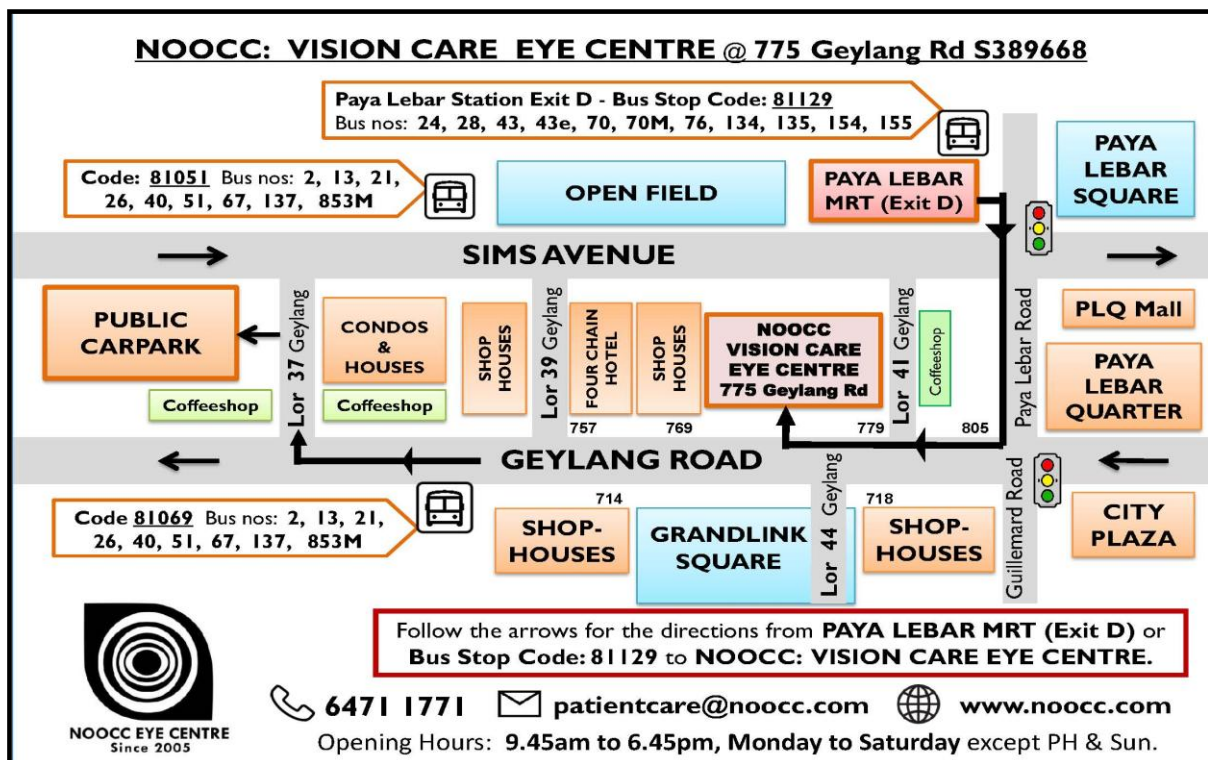 NOOCC: VISION CARE EYE CENTRE @ 775 Geylang Rd S389668
Paya Lebar Station Exit D - Bus Stop Code: 81129
Bus nos: 24, 28, 43, 43e, 70, 70M, 76, 134, 135, 154, 155
Code: 81051 Bus nos: 2, 13, 21,
26, 40, 51, 67, 137, 853M
OPEN FIELD
PAYA LEBAR
MRT (Exit D)
PAYA
LEBAR
SQUARE
SIMS AVENUE
PUBLIC
CARPARK
Coffeeshop
Lor 37 Geylang
CONDOS
&
HOUSES
Coffeeshop
SHOP
HOUSES
Lor 39 Geylang
FOUR CHAIN
HOTEL
SHOP
HOUSES
NOOCC
VISION CARE
EYE CENTRE
775 Geylang Rd
Lor 41 Geylang
Coffeeshop
Paya Lebar Road
PLQ Mall
PAYA
LEBAR
QUARTER
757
769
779
805
GEYLANG ROAD
Code 81069 Bus nos: 2, 13, 21,
26, 40, 51, 67, 137, 853M
714
SHOP-
HOUSES
GRANDLINK
SQUARE
Lor 44 Geylang
718
SHOP-
HOUSES
Guillemard Road
CITY
PLAZA
Follow the arrows for the directions from PAYA LEBAR MRT (Exit D) or
Bus Stop Code: 81129 to NOOCC: VISION CARE EYE CENTRE.
NOOCC EYE CENTRE
Since 2005
6471 1771 patientcare@noocc.com www.noocc.com
Opening Hours: 9.45am to 6.45pm, Monday to Saturday except PH & Sun.